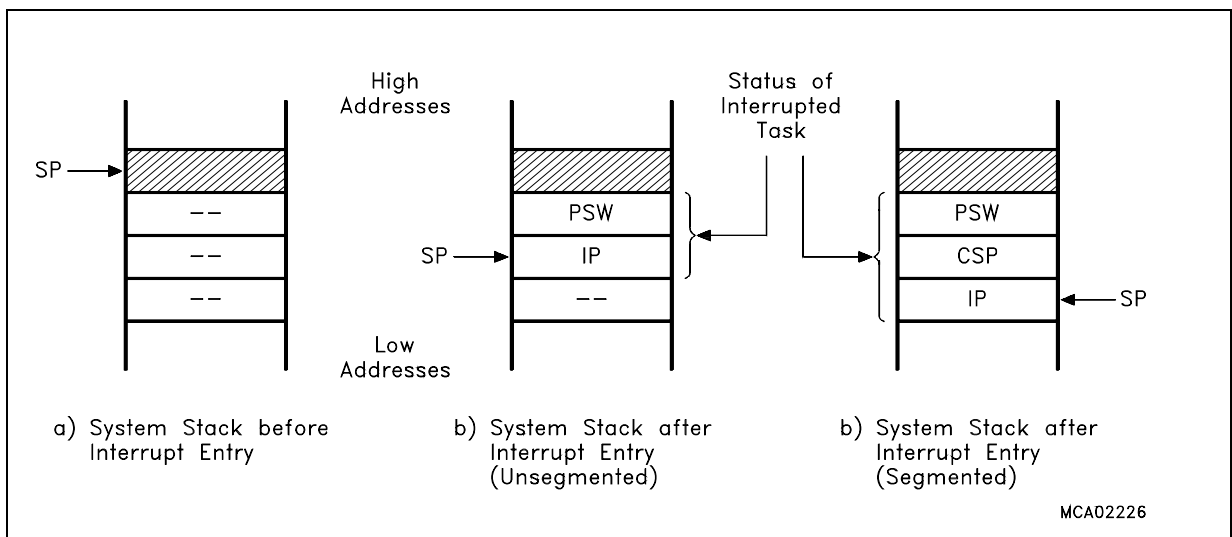 High
Addresses
Status of
Interrupted
Task
SP
--
--
--
PSW
SP
IP
--
PSW
CSP
IP
SP
Low
Addresses
a) System Stack before
Interrupt Entry
b) System Stack after
Interrupt Entry
(Unsegmented)
b) System Stack after
Interrupt Entry
(Segmented)
MCA02226